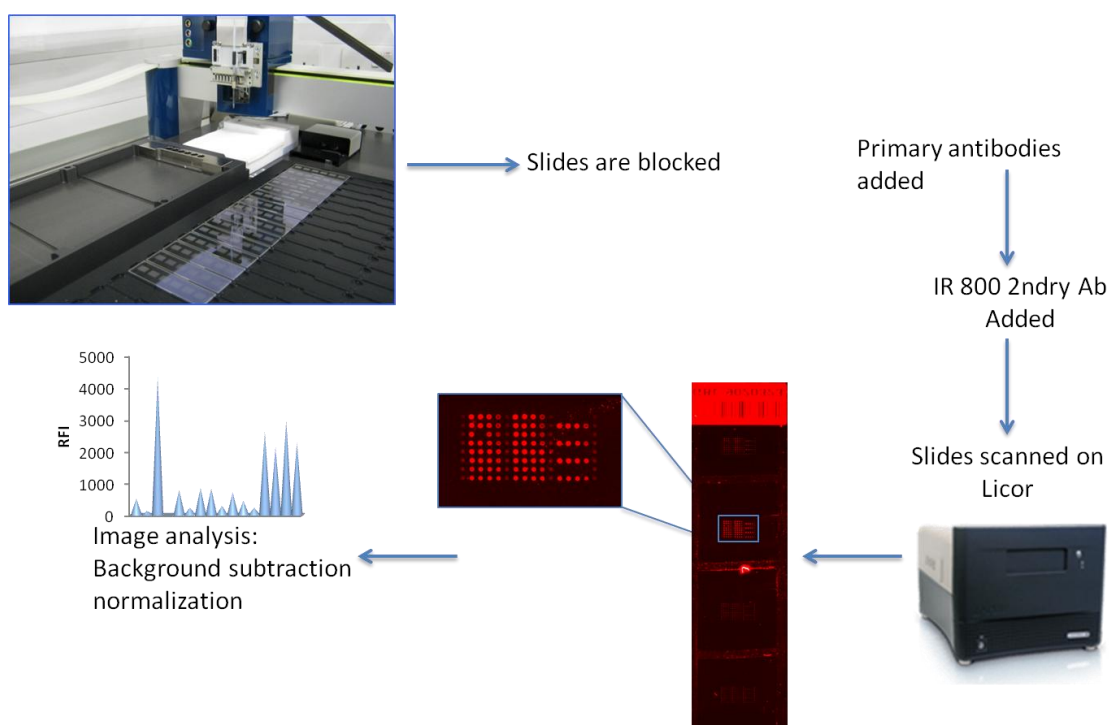 Slides are blocked
Primary antibodies
added
IR 800 2ndry Ab
Added
Slides scanned on
Licor
5000
4000
3000
2000
1000
0
RFI
Image analysis:
Background subtraction
normalization